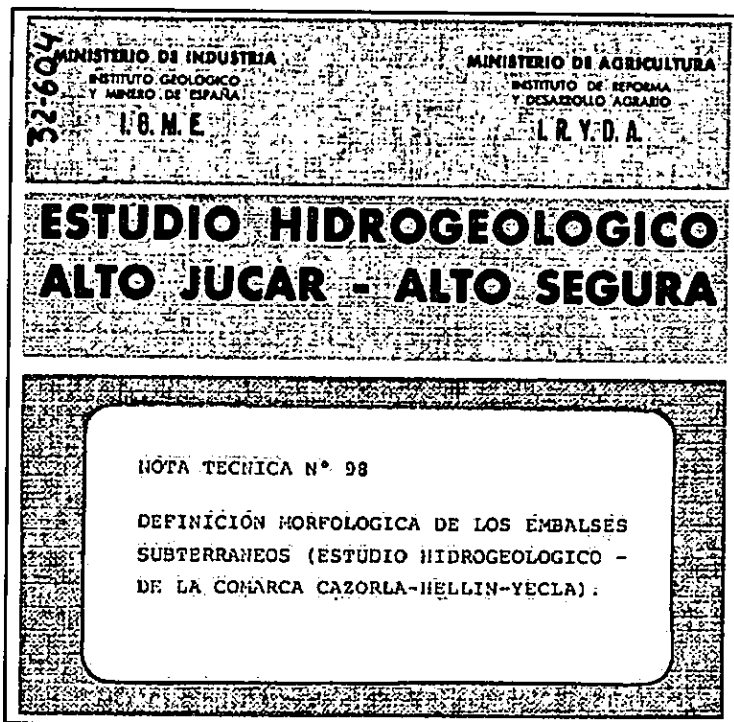 32-604
MINISTERIO DE INDUSTRIA
INSTITUTO GEOLOGICO
Y MINERO DE ESPAÑA
I. G. M. E.
MINISTERIO DE AGRICULTURA
INSTITUTO DE REFORMA
Y DESARROLLO AGRARIO
I. R. Y. D. A.
ESTUDIO HIDROGEOLOGICO
ALTO JUCAR - ALTO SEGURA
NOTA TECNICA Nº 98
DEFINICIÓN MORFOLOGICA DE LOS EMBALSES
SUBTERRANEOS (ESTUDIO HIDROGEOLOGICO -
DE LA COMARCA CAZORLA-HELLIN-YECLA).